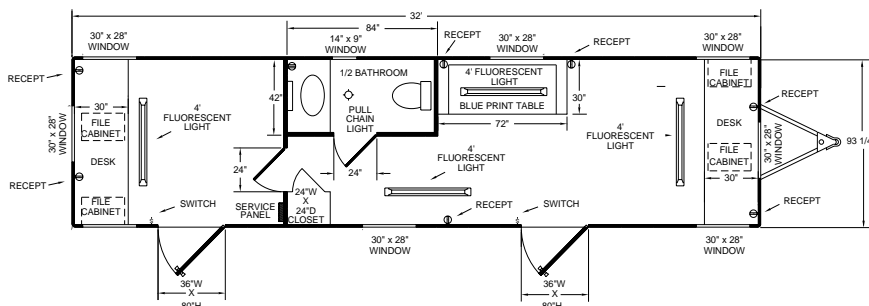 32'
84"
30" x 28"
WINDOW
14" x 9"
WINDOW
RECEPT
30" x 28"
WINDOW
RECEPT
30" x 28"
WINDOW
RECEPT
30"
FILE
CABINET
DESK
FILE
CABINET
30" x 28"
WINDOW
RECEPT
4'
FLUORESCENT
LIGHT
42"
1/2 BATHROOM
PULL
CHAIN
LIGHT
4' FLUORESCENT
LIGHT
BLUE PRINT TABLE
30"
72"
4'
FLUORESCENT
LIGHT
FILE
CABINET
RECEPT
DESK
FILE
CABINET
30"
30" x 28"
WINDOW
93 1/4
24"
24"
4'
FLUORESCENT
LIGHT
SWITCH
SERVICE
PANEL
24"W
X
24"D
CLOSET
RECEPT
SWITCH
RECEPT
30" x 28"
WINDOW
30" x 28"
WINDOW
36"W
X
80"H
36"W
X
80"H